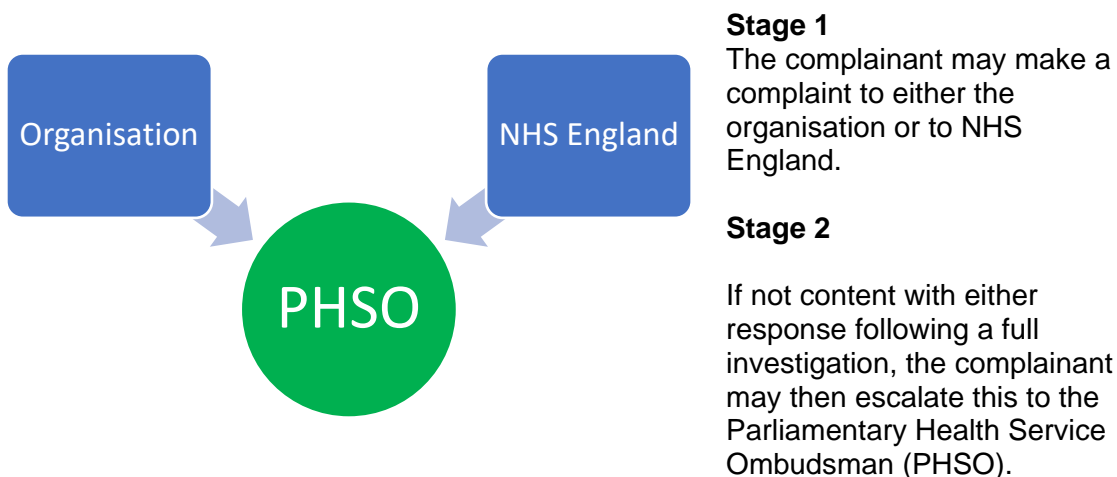 Organisation
NHS England
PHSO
Stage 1
The complainant may make a
complaint to either the
organisation or to NHS
England.
Stage 2
If not content with either
response following a full
investigation, the complainant
may then escalate this to the
Parliamentary Health Service
Ombudsman (PHSO).